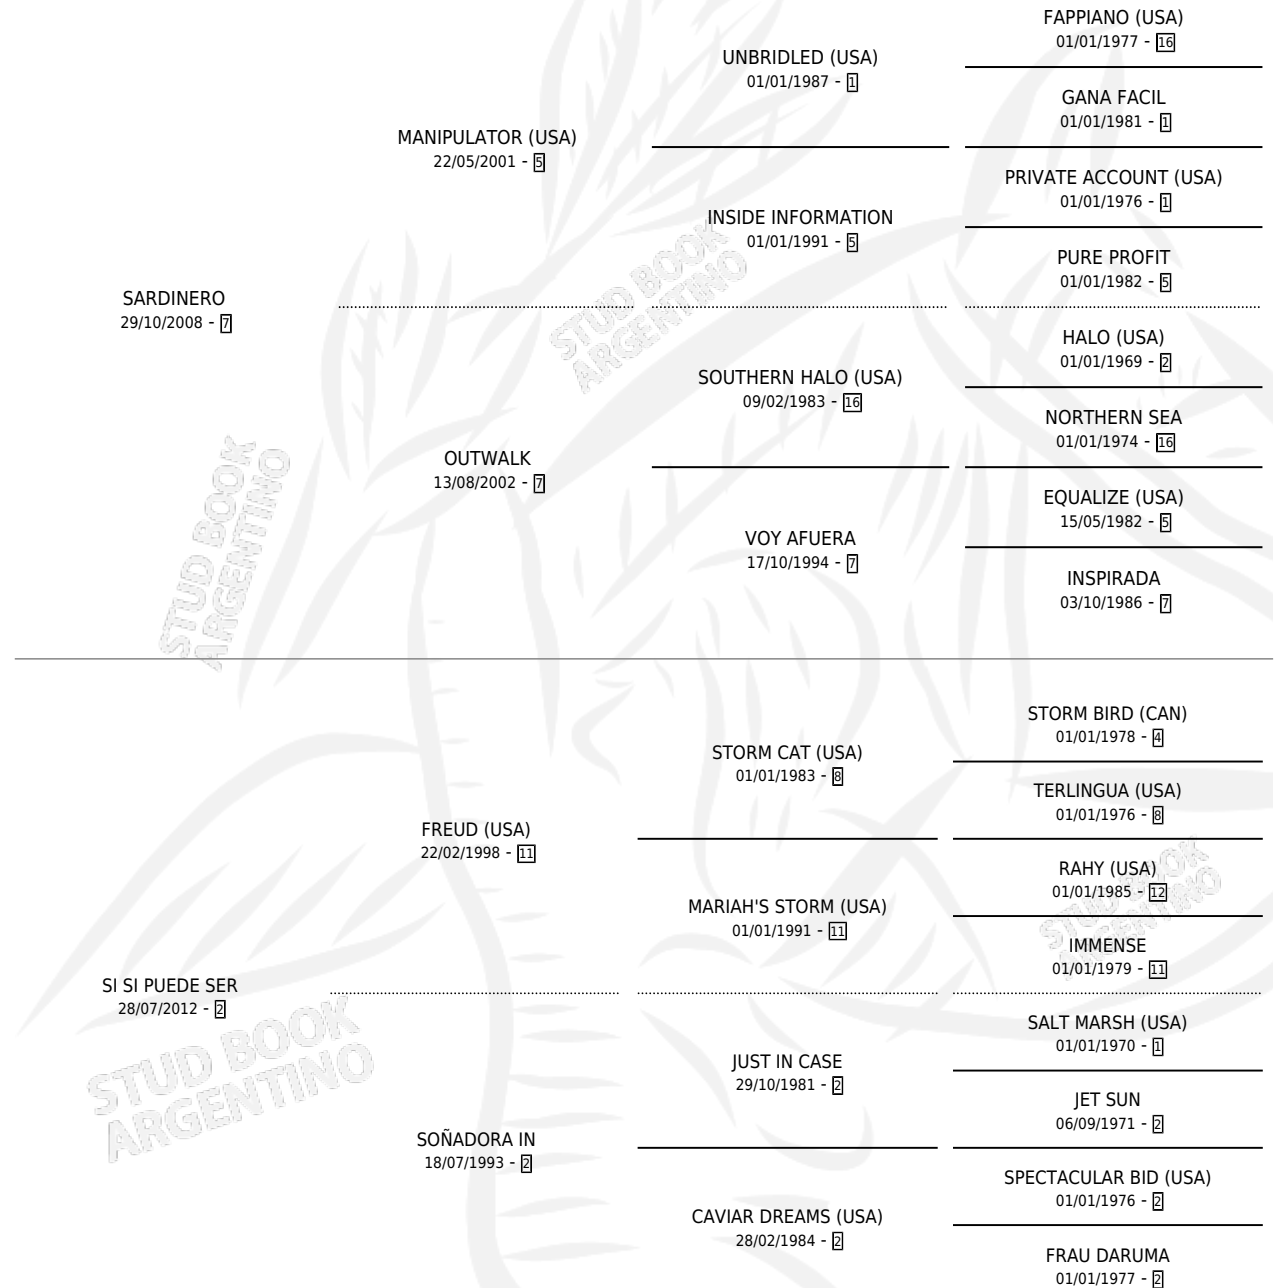 FAPPIANO (USA)
01/01/1977 - 16
UNBRIDLED (USA)
01/01/1987 - 1
GANA FACIL
01/01/1981 - 1
MANIPULATOR (USA)
22/05/2001 - 5
PRIVATE ACCOUNT (USA)
01/01/1976 - 1
INSIDE INFORMATION
01/01/1991 - 5
PURE PROFIT
01/01/1982 - 5
SARDINERO
29/10/2008 - 7
HALO (USA)
01/01/1969 - 2
SOUTHERN HALO (USA)
09/02/1983 - 16
NORTHERN SEA
01/01/1974 - 16
OUTWALK
13/08/2002 - 7
EQUALIZE (USA)
15/05/1982 - 5
VOY AFUERA
17/10/1994 - 7
INSPIRADA
03/10/1986 - 7
STORM BIRD (CAN)
01/01/1978 - 4
STORM CAT (USA)
01/01/1983 - 8
TERLINGUA (USA)
01/01/1976 - 8
FREUD (USA)
22/02/1998 - 11
RAHY (USA)
01/01/1985 - 12
MARIAH'S STORM (USA)
01/01/1991 - 11
IMMENSE
01/01/1979 - 11
SI SI PUEDE SER
28/07/2012 - 2
SALT MARSH (USA)
01/01/1970 - 1
JUST IN CASE
29/10/1981 - 2
JET SUN
06/09/1971 - 2
SOÑADORA IN
18/07/1993 - 2
SPECTACULAR BID (USA)
01/01/1976 - 2
CAVIAR DREAMS (USA)
28/02/1984 - 2
FRAU DARUMA
01/01/1977 - 2
STUD BOOK
ARGENTINO
STUD BOOK
ARGENTINO
STUD BOOK
ARGENTINO
STUD BOOK
ARGENTINO